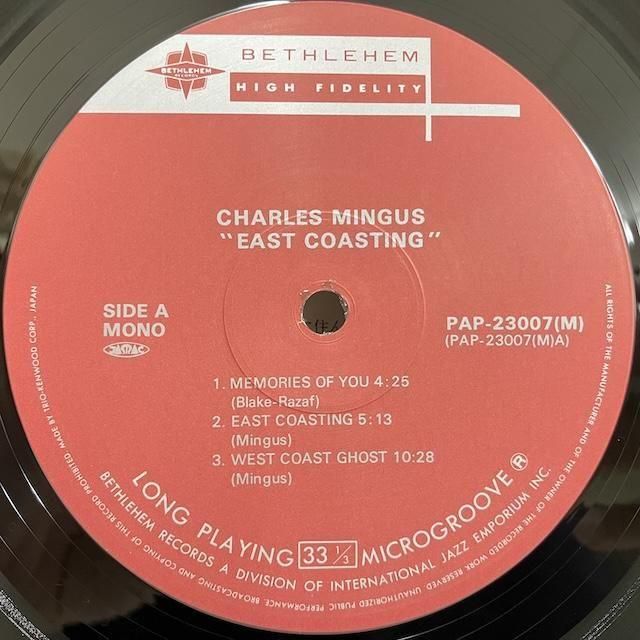 BETHLEHEM
RECORDS
BETHLEHEM
HIGH FIDELITY
CHARLES MINGUS
"EAST COASTING"
SIDE A
MONO
JASRAC
PAP-23007(M)
(PAP-23007(M)A)
1. MEMORIES OF YOU 4:25
(Blake-Razaf)
2. EAST COASTING 5:13
(Mingus)
3. WEST COAST GHOST 10:28
(Mingus)
LONG PLAYING 33 1/3 MICROGROOVE ®
BETHLEHEM RECORDS A DIVISION OF INTERNATIONAL JAZZ EMPORIUM INC.
ALL RIGHTS OF THE MANUFACTURER AND OF THE OWNER OF THE RECORDED WORK RESERVED UNAUTHORIZED PUBLIC PERFORMANCE, BROADCASTING AND COPYING OF THIS RECORD PROHIBITED MADE BY TRIO-KENWOOD CORP., JAPAN